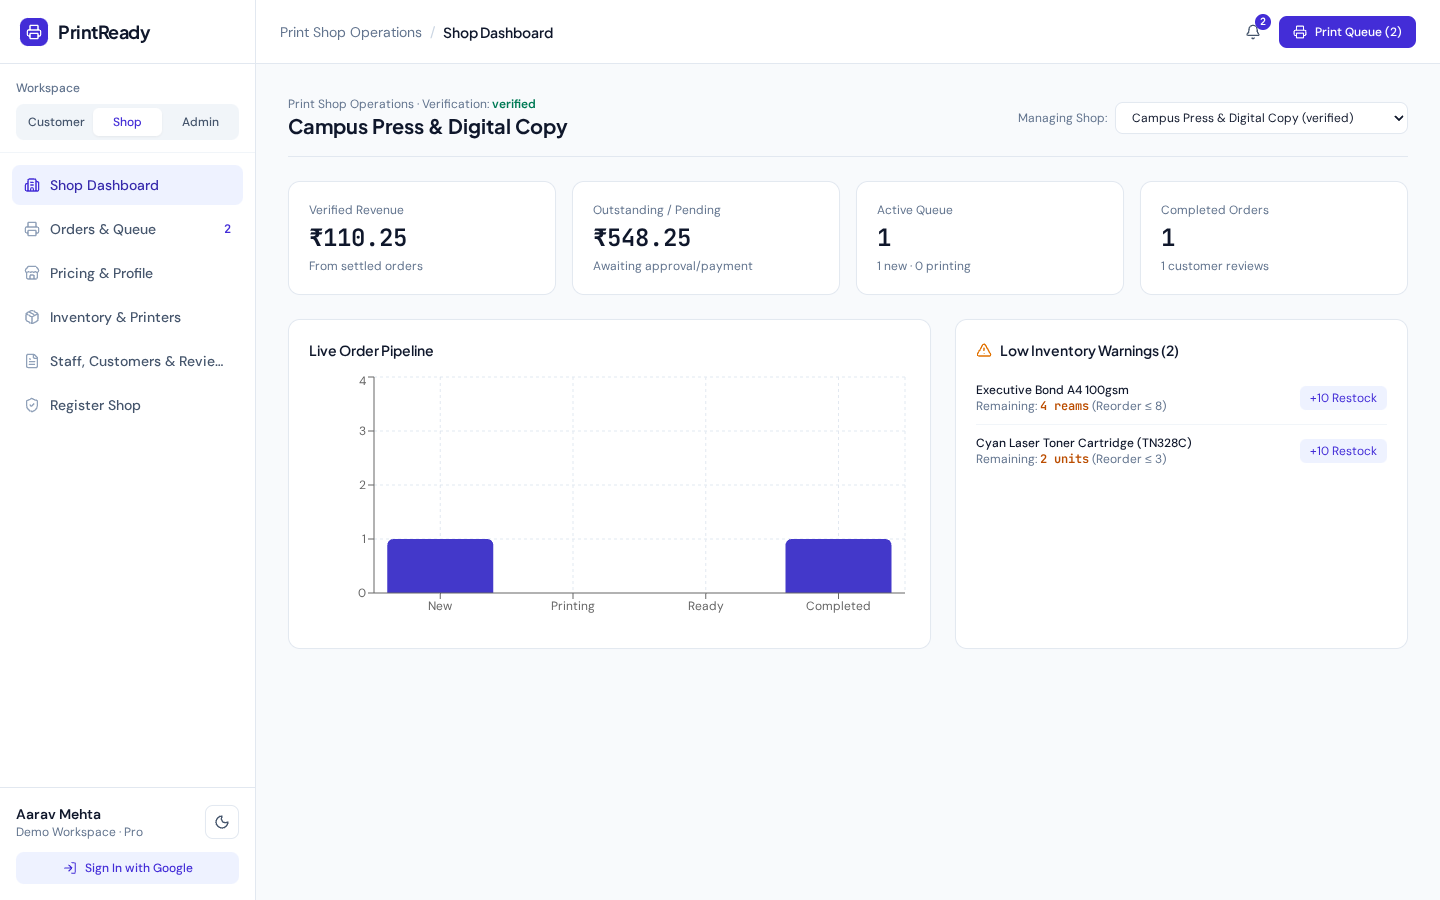 PrintReady
Print Shop Operations / Shop Dashboard
2
Print Queue (2)
Workspace
Customer
Shop
Admin
Shop Dashboard
Orders & Queue
2
Pricing & Profile
Inventory & Printers
Staff, Customers & Revie...
Register Shop
Aarav Mehta
Demo Workspace · Pro
Sign In with Google
Print Shop Operations · Verification: verified
Campus Press & Digital Copy
Managing Shop:
Campus Press & Digital Copy (verified)
Verified Revenue
₹110.25
From settled orders
Outstanding / Pending
₹548.25
Awaiting approval/payment
Active Queue
1
1 new · 0 printing
Completed Orders
1
1 customer reviews
Live Order Pipeline
4
3
2
1
0
New
Printing
Ready
Completed
Low Inventory Warnings (2)
Executive Bond A4 100gsm
Remaining: 4 reams (Reorder ≤ 8)
+10 Restock
Cyan Laser Toner Cartridge (TN328C)
Remaining: 2 units (Reorder ≤ 3)
+10 Restock